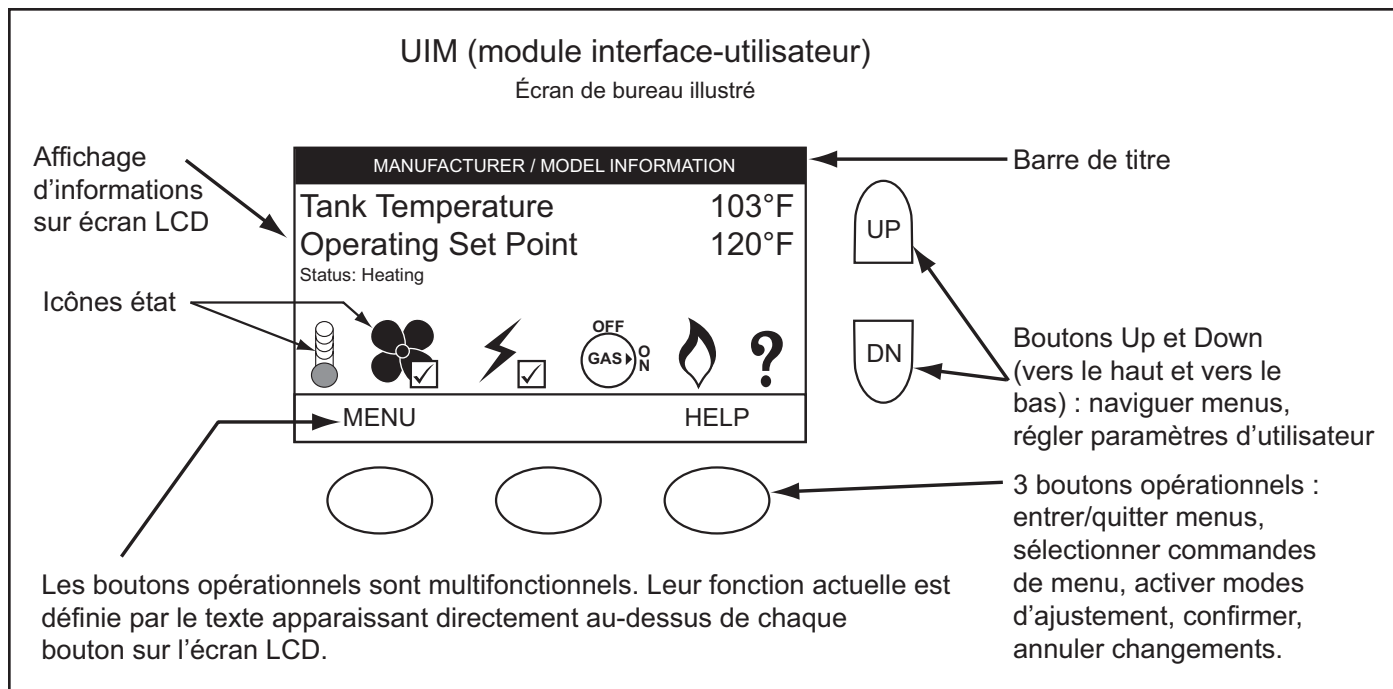 UIM (module interface-utilisateur)
Écran de bureau illustré
Affichage
d'informations
sur écran LCD
Icônes état
MANUFACTURER / MODEL INFORMATION
Tank Temperature 103°F
Operating Set Point 120°F
Status: Heating
OFF
GAS
ON
?
MENU HELP
Barre de titre
UP
DN
Boutons Up et Down
(vers le haut et vers le
bas) : naviguer menus,
régler paramètres d'utilisateur
3 boutons opérationnels :
entrer/quitter menus,
sélectionner commandes
de menu, activer modes
d'ajustement, confirmer,
annuler changements.
Les boutons opérationnels sont multifonctionnels. Leur fonction actuelle est
définie par le texte apparaissant directement au-dessus de chaque
bouton sur l'écran LCD.